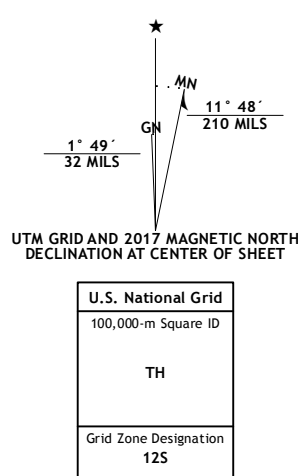 ★
MN
GN
11° 48´
210 MILS
1° 49´
32 MILS
UTM GRID AND 2017 MAGNETIC NORTH
DECLINATION AT CENTER OF SHEET
U.S. National Grid
100,000-m Square ID
TH
Grid Zone Designation
12S